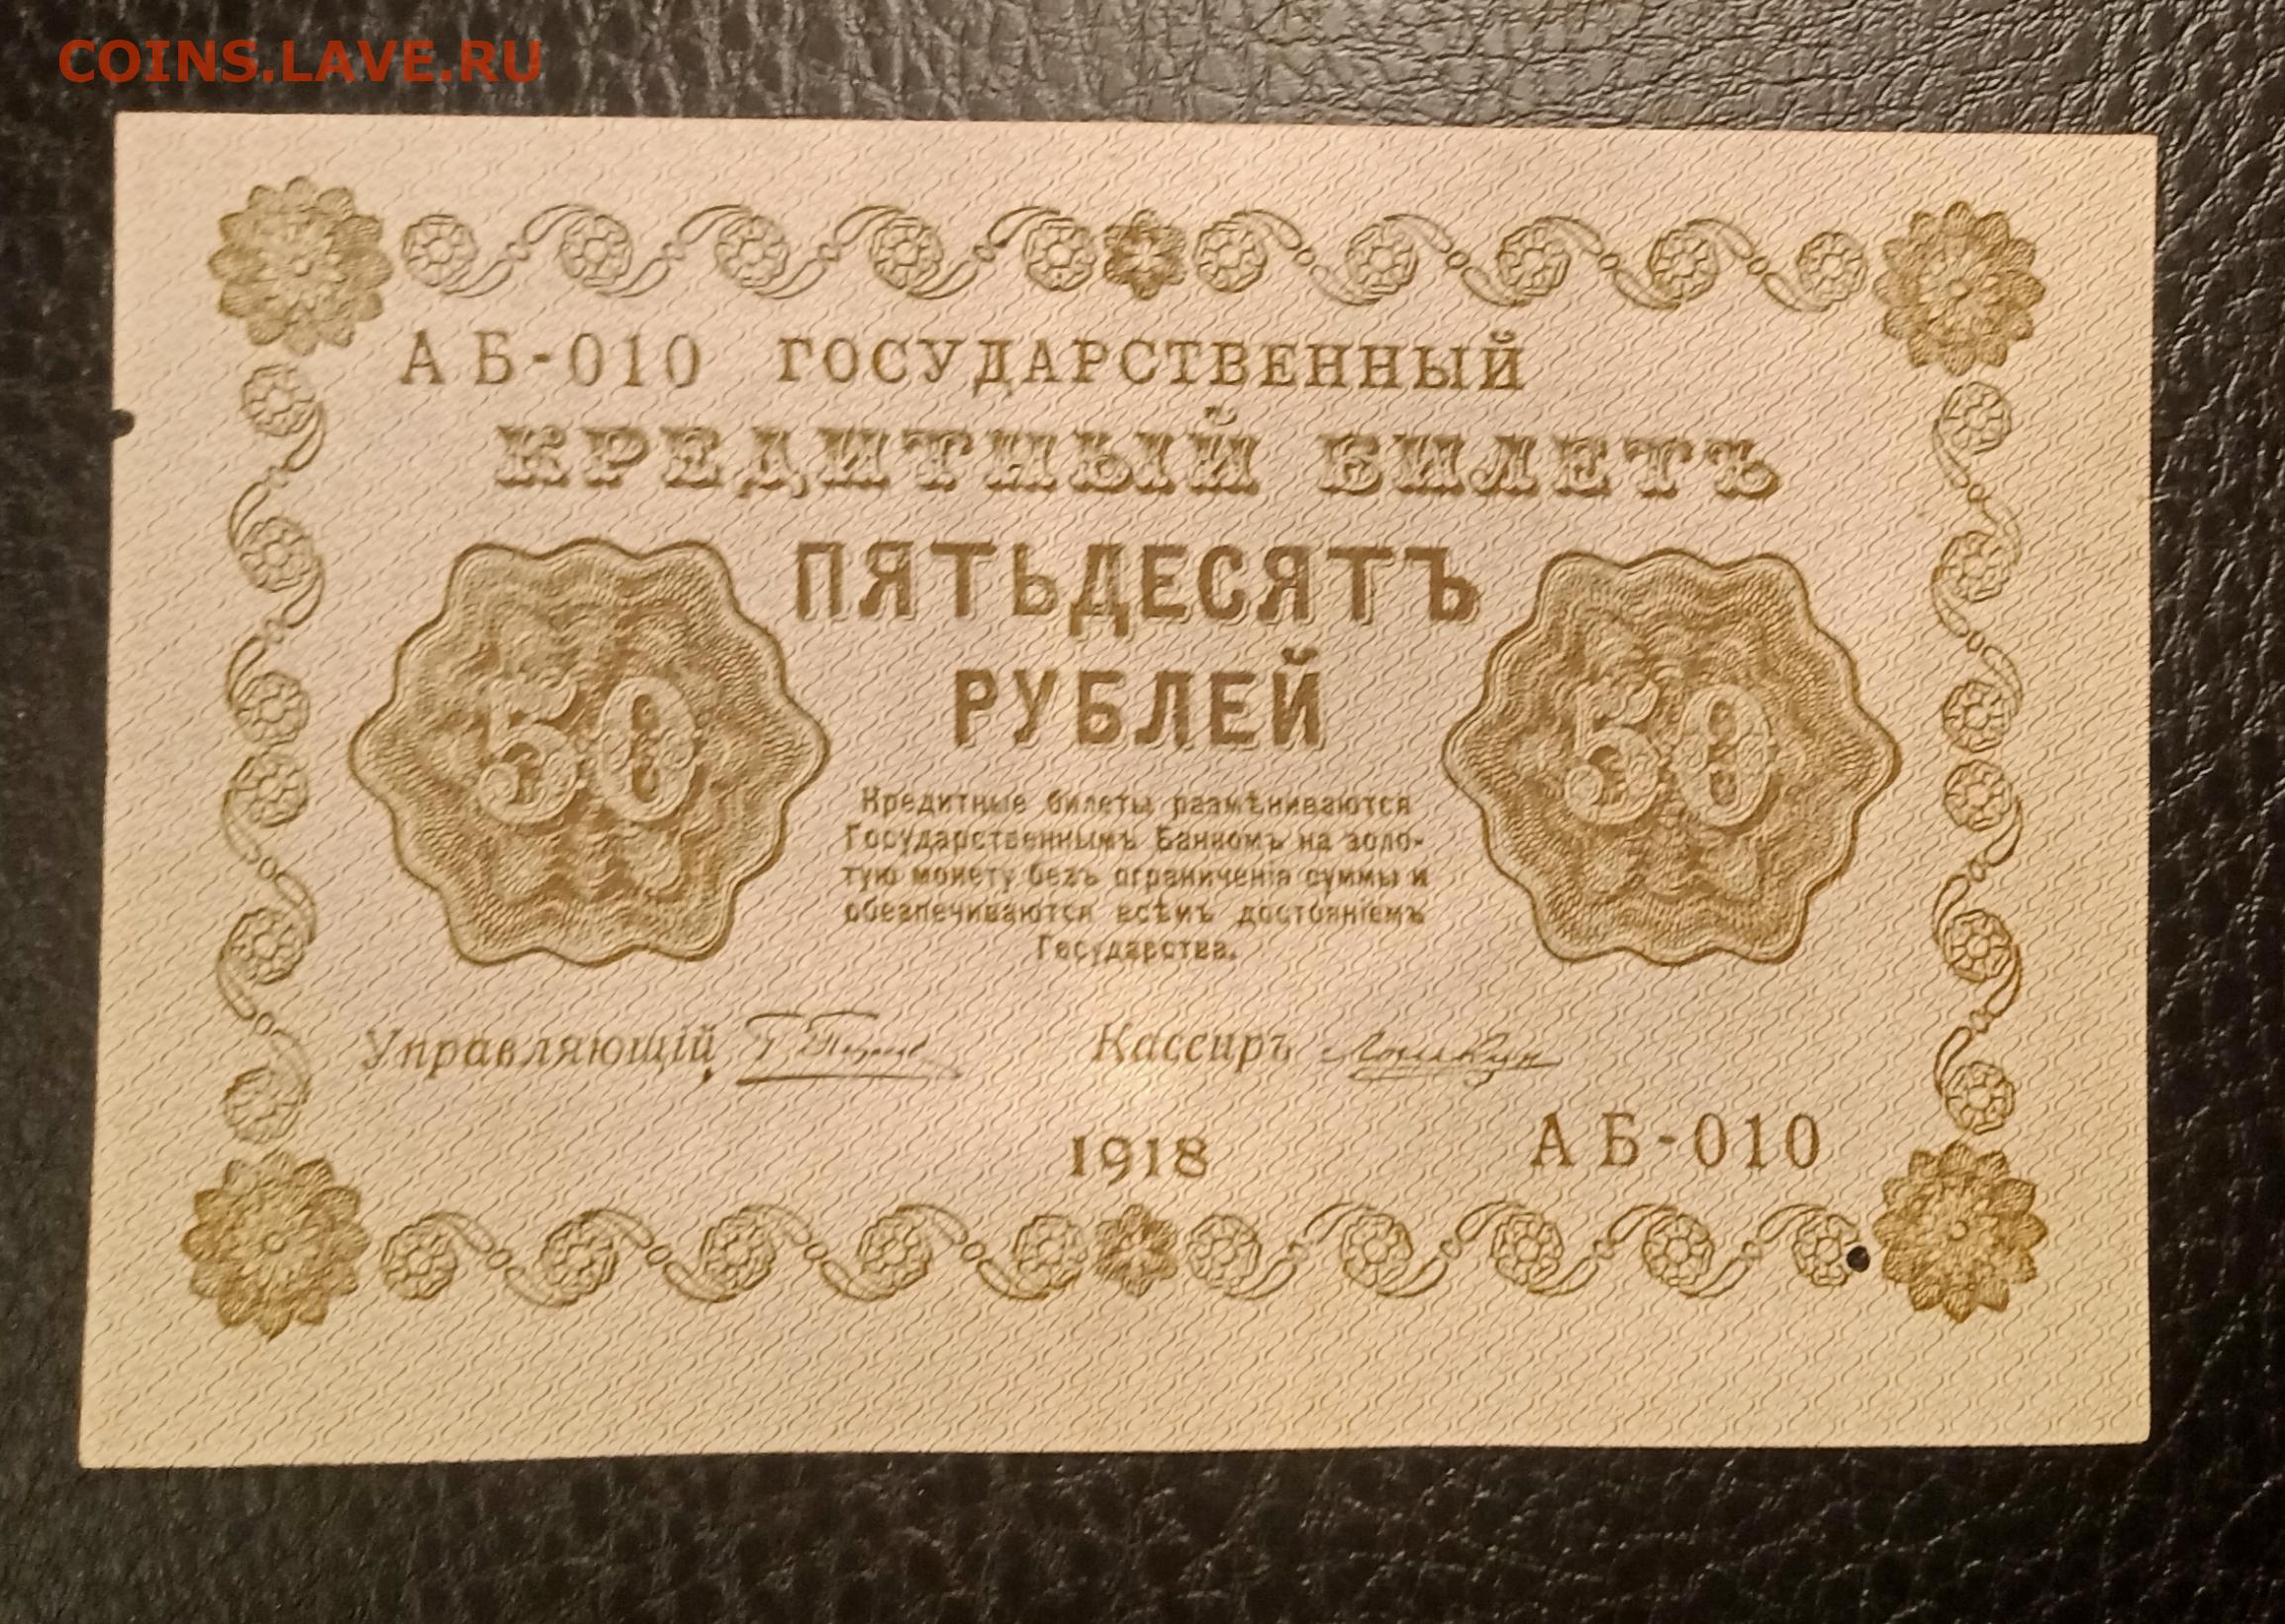 COINS.LAVE.RU
АБ-010 ГОСУДАРСТВЕННЫЙ
КРЕДИТНЫЙ БИЛЕТЪ
ПЯТЬДЕСЯТЪ
РУБЛЕЙ
50
50
Кредитные билеты размѣниваются
Государственнымъ Банкомъ на золо-
тую монету безъ ограниченія суммы и
обезпечиваются всѣмъ достояніемъ
Государства.
Управляющій
Кассиръ
АБ-010
1918